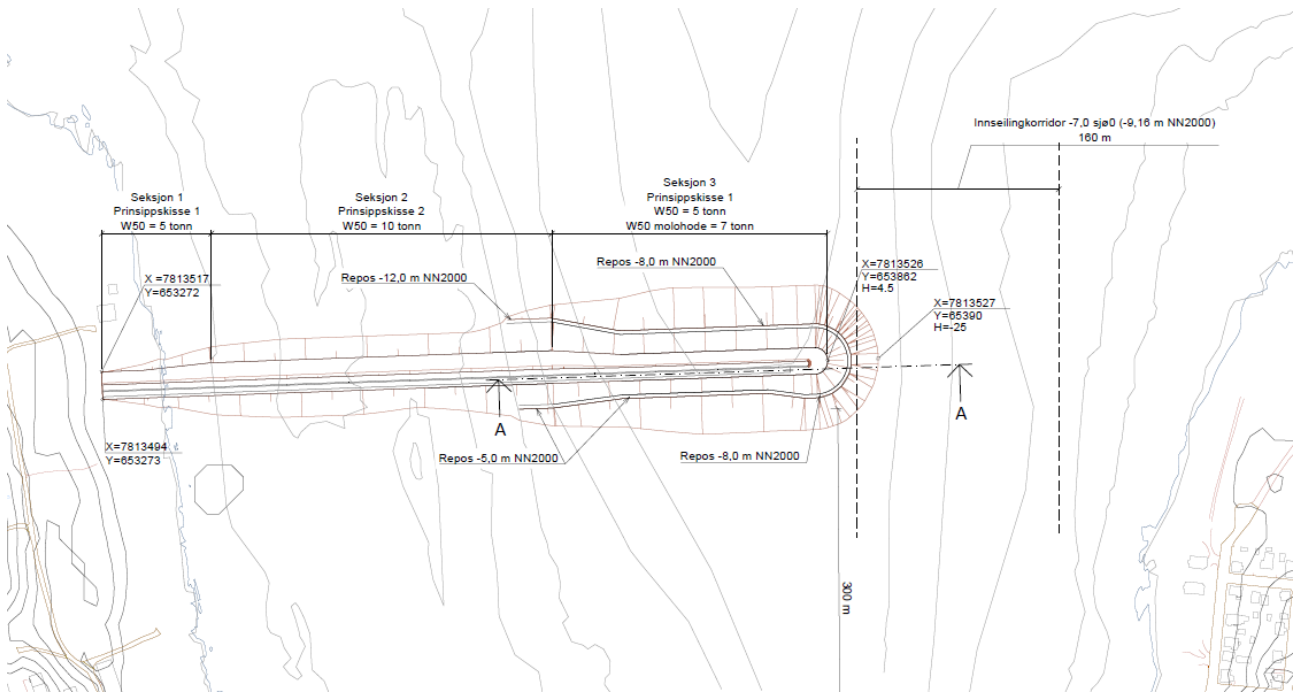 Innseilingkorridor -7,0 sjø0 (-9,16 m NN2000)
160 m
Seksjon 1
Prinsippskisse 1
W50 = 5 tonn
Seksjon 2
Prinsippskisse 2
W50 = 10 tonn
Seksjon 3
Prinsippskisse 1
W50 = 5 tonn
W50 molohode = 7 tonn
X =7813517
Y=653272
Repos -12,0 m NN2000
Repos -8,0 m NN2000
X=7813526
Y=653862
H=4.5
X=7813527
Y=65390
H=-25
A
A
X=7813494
Y=653273
Repos -5,0 m NN2000
Repos -8,0 m NN2000
300 m